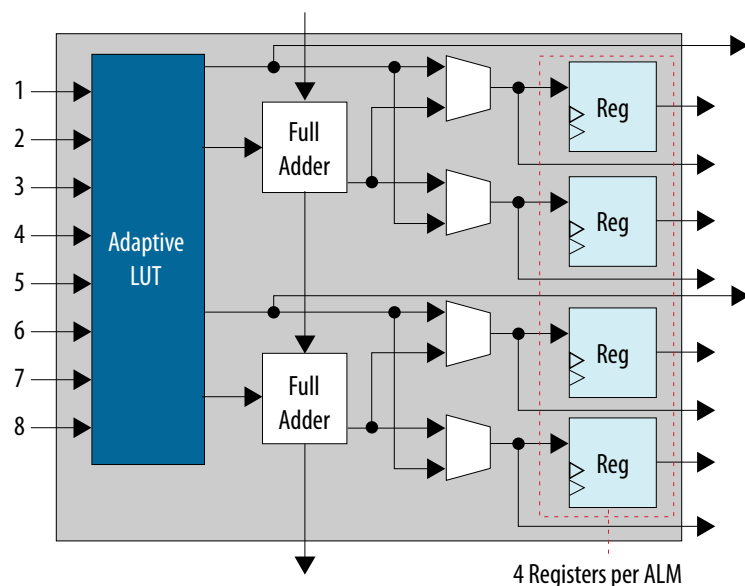 1
2
3
4
5
6
7
8
Adaptive
LUT
Full
Adder
Full
Adder
Reg
Reg
Reg
Reg
4 Registers per ALM